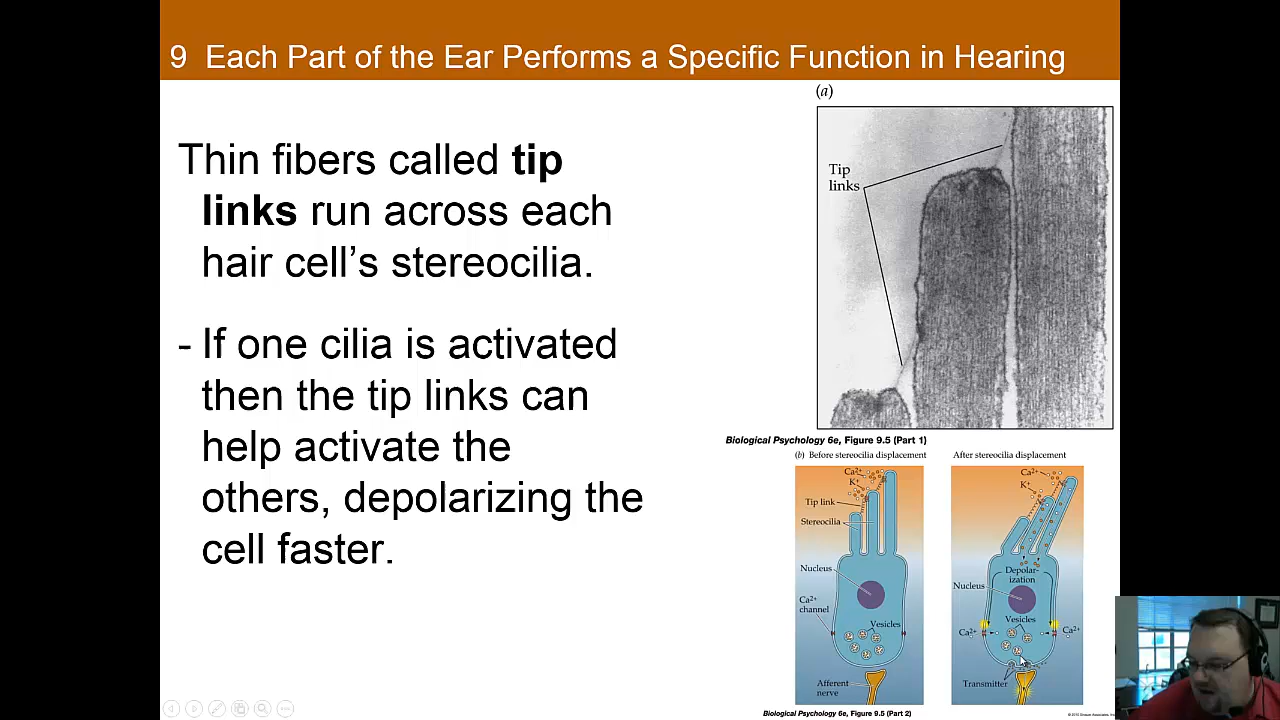 9 Each Part of the Ear Performs a Specific Function in Hearing
Thin fibers called tip
links run across each
hair cell’s stereocilia.
- If one cilia is activated
then the tip links can
help activate the
others, depolarizing the
cell faster.
(a)
Tip
links
Biological Psychology 6e, Figure 9.5 (Part 1)
(b) Before stereocilia displacement
Ca2+
K+
Tip link
Stereocilia
Nucleus
Ca2+
channel
Vesicles
Afferent
nerve
After stereocilia displacement
Ca2+
K+
Depolar-
ization
Nucleus
Vesicles
Ca2+
Ca2+
Transmitter
Biological Psychology 6e, Figure 9.5 (Part 2)